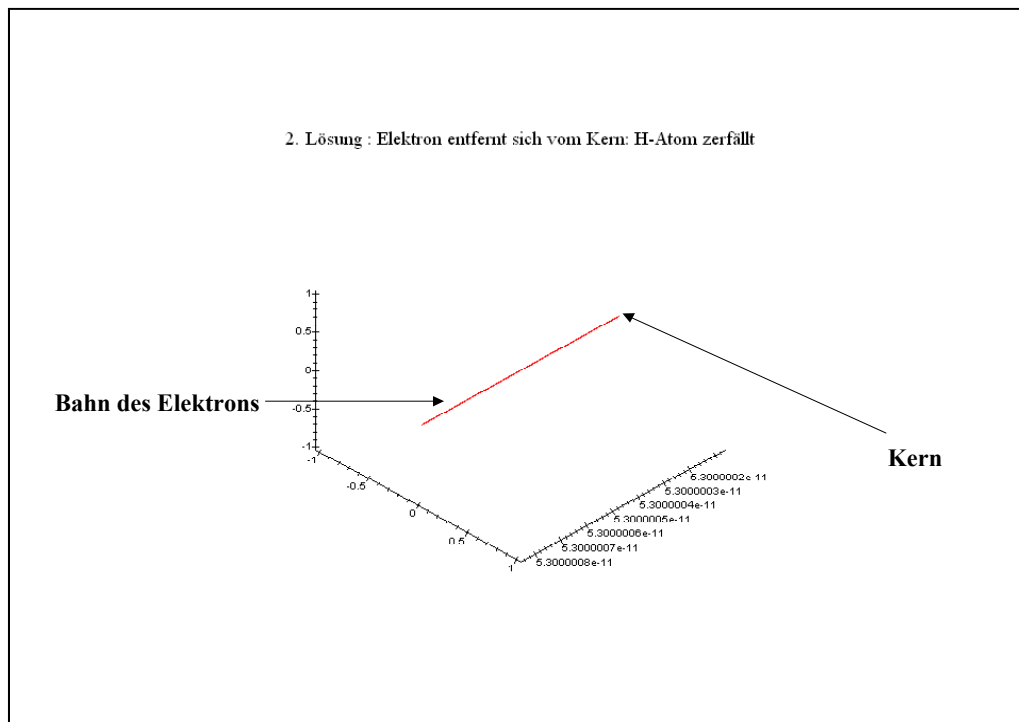 2. Lösung : Elektron entfernt sich vom Kern: H-Atom zerfällt
1
0.5
0
Bahn des Elektrons
-0.5
-1
Kern
-1
-0.5
0
0.5
1
5.3000002e-11
5.3000003e-11
5.3000004e-11
5.3000005e-11
5.3000006e-11
5.3000007e-11
5.3000008e-11